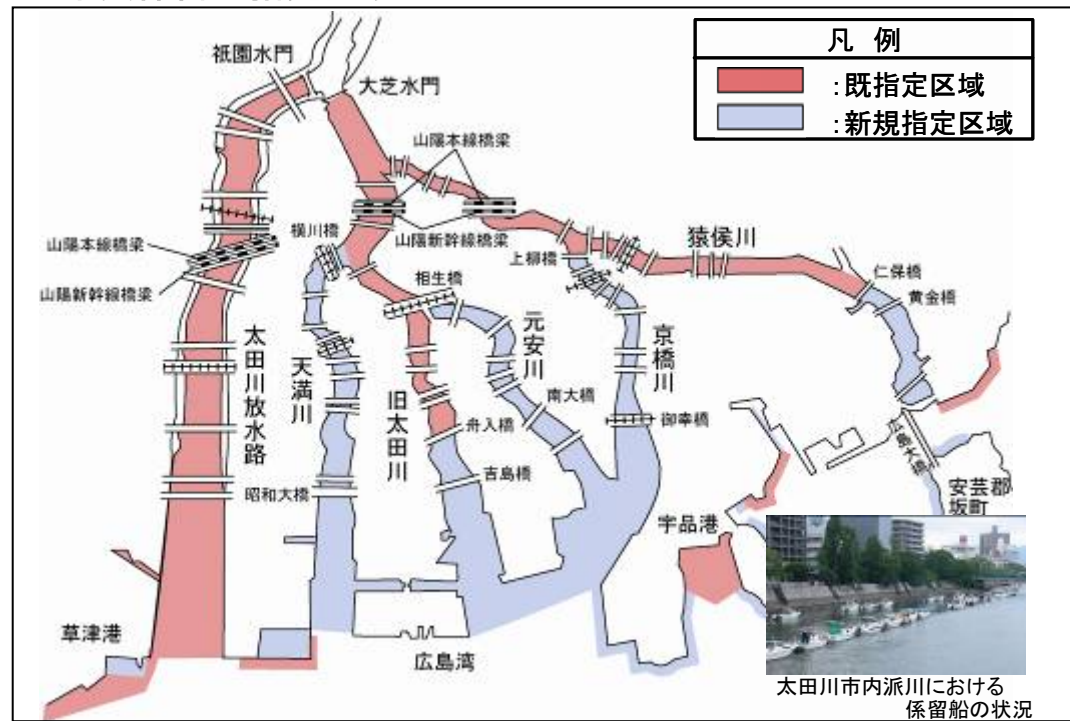 凡 例
:既指定区域
:新規指定区域
祇園水門
大芝水門
山陽本線橋梁
横川橋
山陽新幹線橋梁
上柳橋
猿侯川
山陽本線橋梁
山陽新幹線橋梁
相生橋
仁保橋
黄金橋
太田川放水路
天満川
旧太田川
元安川
京橋川
南大橋
舟入橋
御幸橋
吉島橋
昭和大橋
広島大橋
安芸郡
坂町
宇品港
草津港
広島湾
太田川市内派川における
係留船の状況